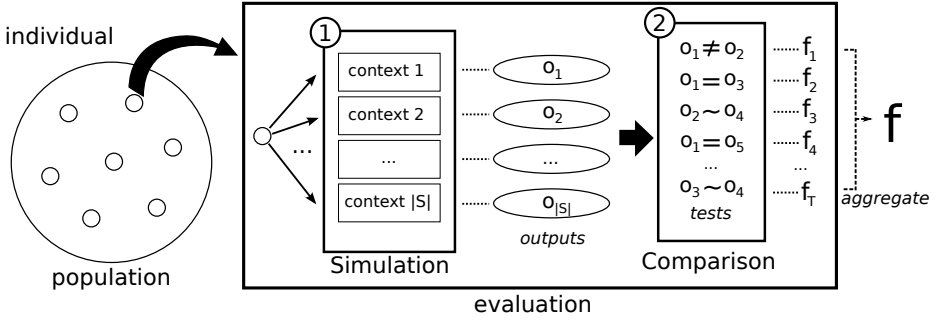 individual
population
1
context 1
context 2
...
context |S|
...
Simulation
o1
o2
...
o|S|
outputs
2
o1≠o2
o1=o3
o2~o4
o1=o5
...
o3~o4
tests
Comparison
f1
f2
f3
f4
...
fT
f
aggregate
evaluation